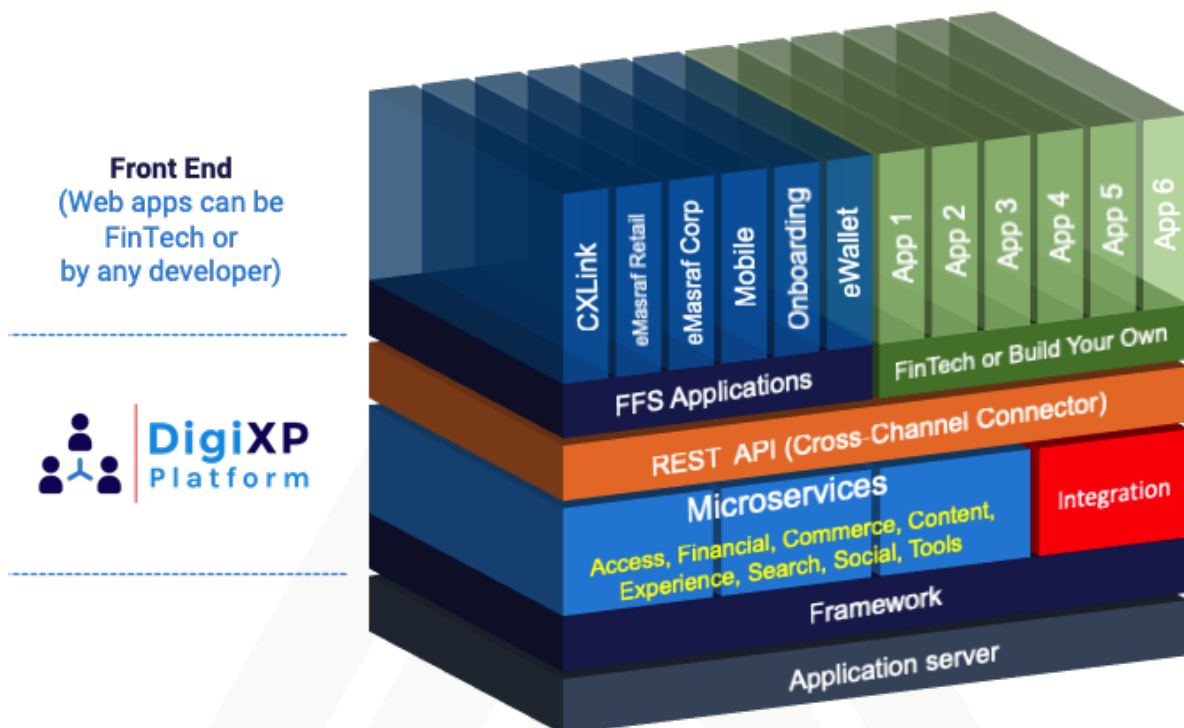 Front End
(Web apps can be
FinTech or
by any developer)
DigiXP
Platform
CXLink
eMasraf Retail
eMasraf Corp
Mobile
Onboarding
eWallet
App 1
App 2
App 3
App 4
App 5
App 6
FFS Applications
FinTech or Build Your Own
REST API (Cross-Channel Connector)
Microservices
Access, Financial, Commerce, Content,
Experience, Search, Social, Tools
Integration
Framework
Application server